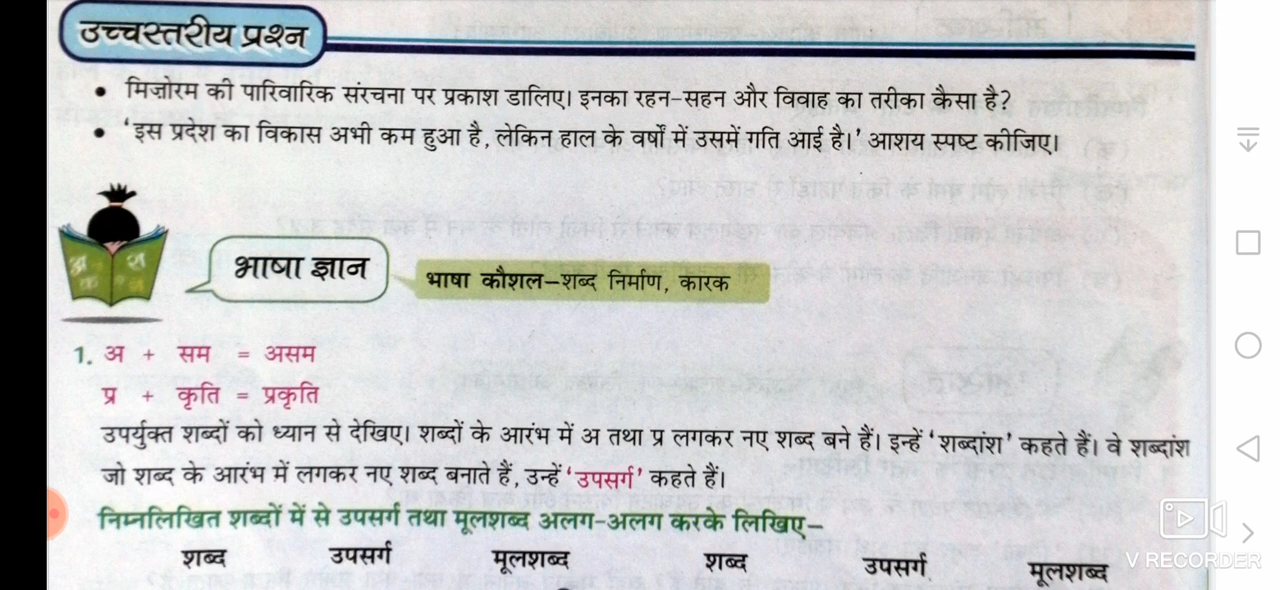 उच्चस्तरीय प्रश्न
• मिज़ोरम की पारिवारिक संरचना पर प्रकाश डालिए। इनका रहन-सहन और विवाह का तरीका कैसा है?
• 'इस प्रदेश का विकास अभी कम हुआ है, लेकिन हाल के वर्षों में उसमें गति आई है।' आशय स्पष्ट कीजिए।
भाषा ज्ञान
भाषा कौशल–शब्द निर्माण, कारक
1. अ + सम = असम
प्र + कृति = प्रकृति
उपर्युक्त शब्दों को ध्यान से देखिए। शब्दों के आरंभ में अ तथा प्र लगकर नए शब्द बने हैं। इन्हें 'शब्दांश' कहते हैं। वे शब्दांश
जो शब्द के आरंभ में लगकर नए शब्द बनाते हैं, उन्हें 'उपसर्ग' कहते हैं।
निम्नलिखित शब्दों में से उपसर्ग तथा मूलशब्द अलग-अलग करके लिखिए–
शब्द उपसर्ग मूलशब्द शब्द उपसर्ग मूलशब्द
V RECORDER